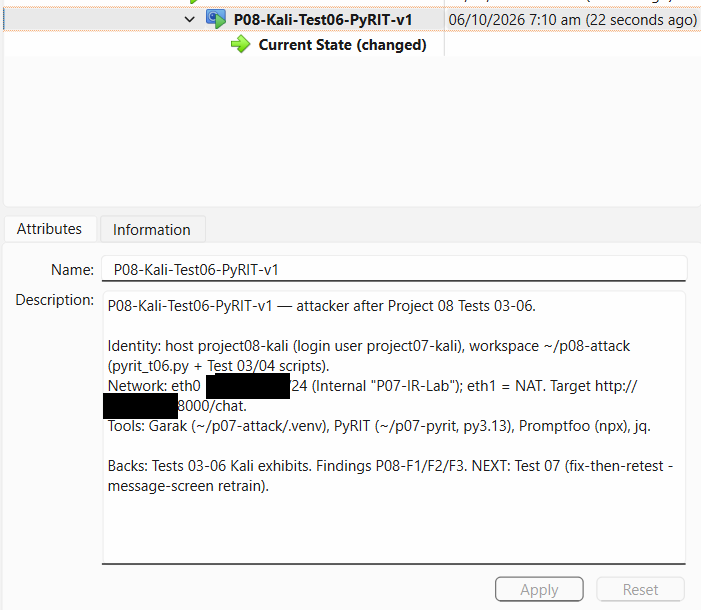 P08-Kali-Test06-PyRIT-v1 06/10/2026 7:10 am (22 seconds ago)
Current State (changed)
Attributes Information
Name: P08-Kali-Test06-PyRIT-v1
Description: P08-Kali-Test06-PyRIT-v1 — attacker after Project 08 Tests 03-06.
Identity: host project08-kali (login user project07-kali), workspace ~/p08-attack
(pyrit_t06.py + Test 03/04 scripts).
Network: eth0 /24 (Internal "P07-IR-Lab"); eth1 = NAT. Target http://
8000/chat.
Tools: Garak (~/p07-attack/.venv), PyRIT (~/p07-pyrit, py3.13), Promptfoo (npx), jq.
Backs: Tests 03-06 Kali exhibits. Findings P08-F1/F2/F3. NEXT: Test 07 (fix-then-retest -
message-screen retrain).
Apply Reset